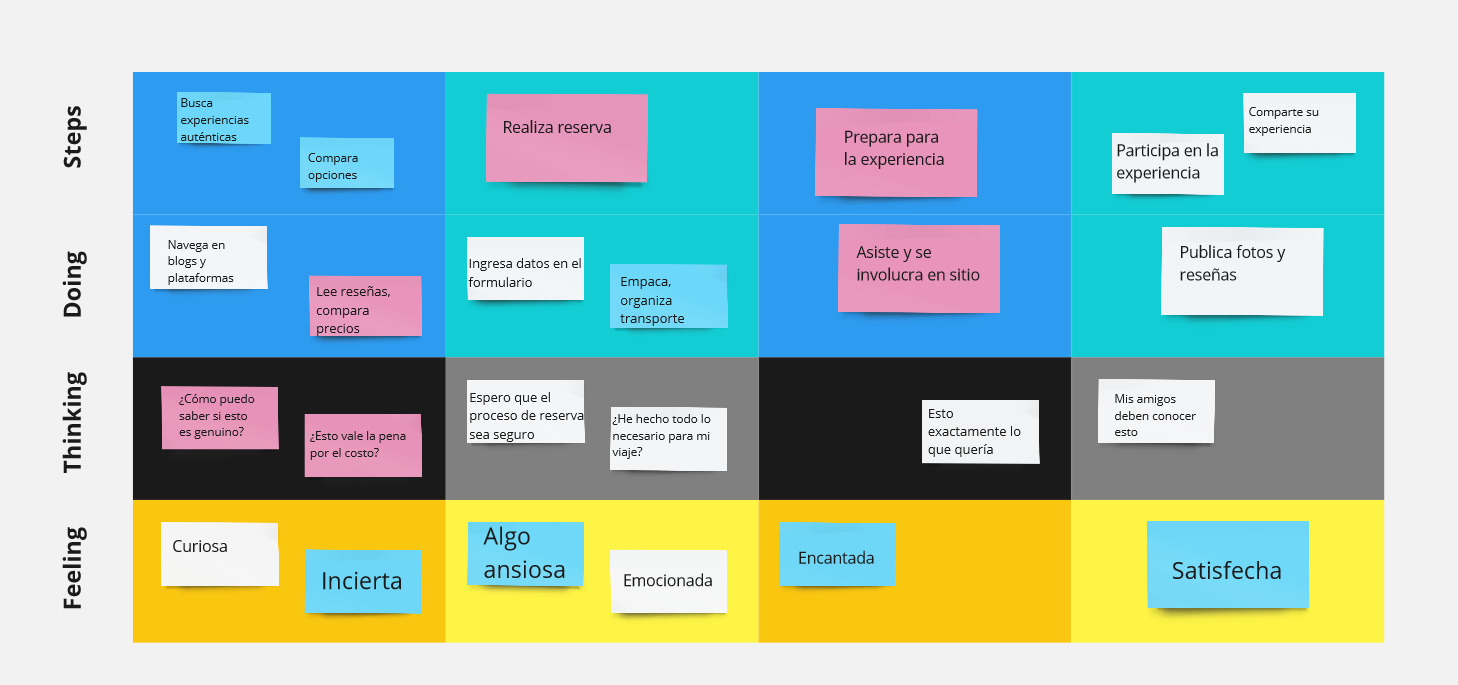 Steps
Busca
experiencias
auténticas
Compara
opciones
Realiza reserva
Prepara para
la experiencia
Participa en la
experiencia
Comparte su
experiencia
Doing
Navega en
blogs y
plataformas
Lee reseñas,
compara
precios
Ingresa datos en el
formulario
Empaca,
organiza
transporte
Asiste y se
involucra en sitio
Publica fotos y
reseñas
Thinking
¿Cómo puedo
saber si esto
es genuino?
¿Esto vale la pena
por el costo?
Espero que el
proceso de reserva
sea seguro
¿He hecho todo lo
necesario para mi
viaje?
Esto
exactamente lo
que quería
Mis amigos
deben conocer
esto
Feeling
Curiosa
Incierta
Algo
ansiosa
Emocionada
Encantada
Satisfecha